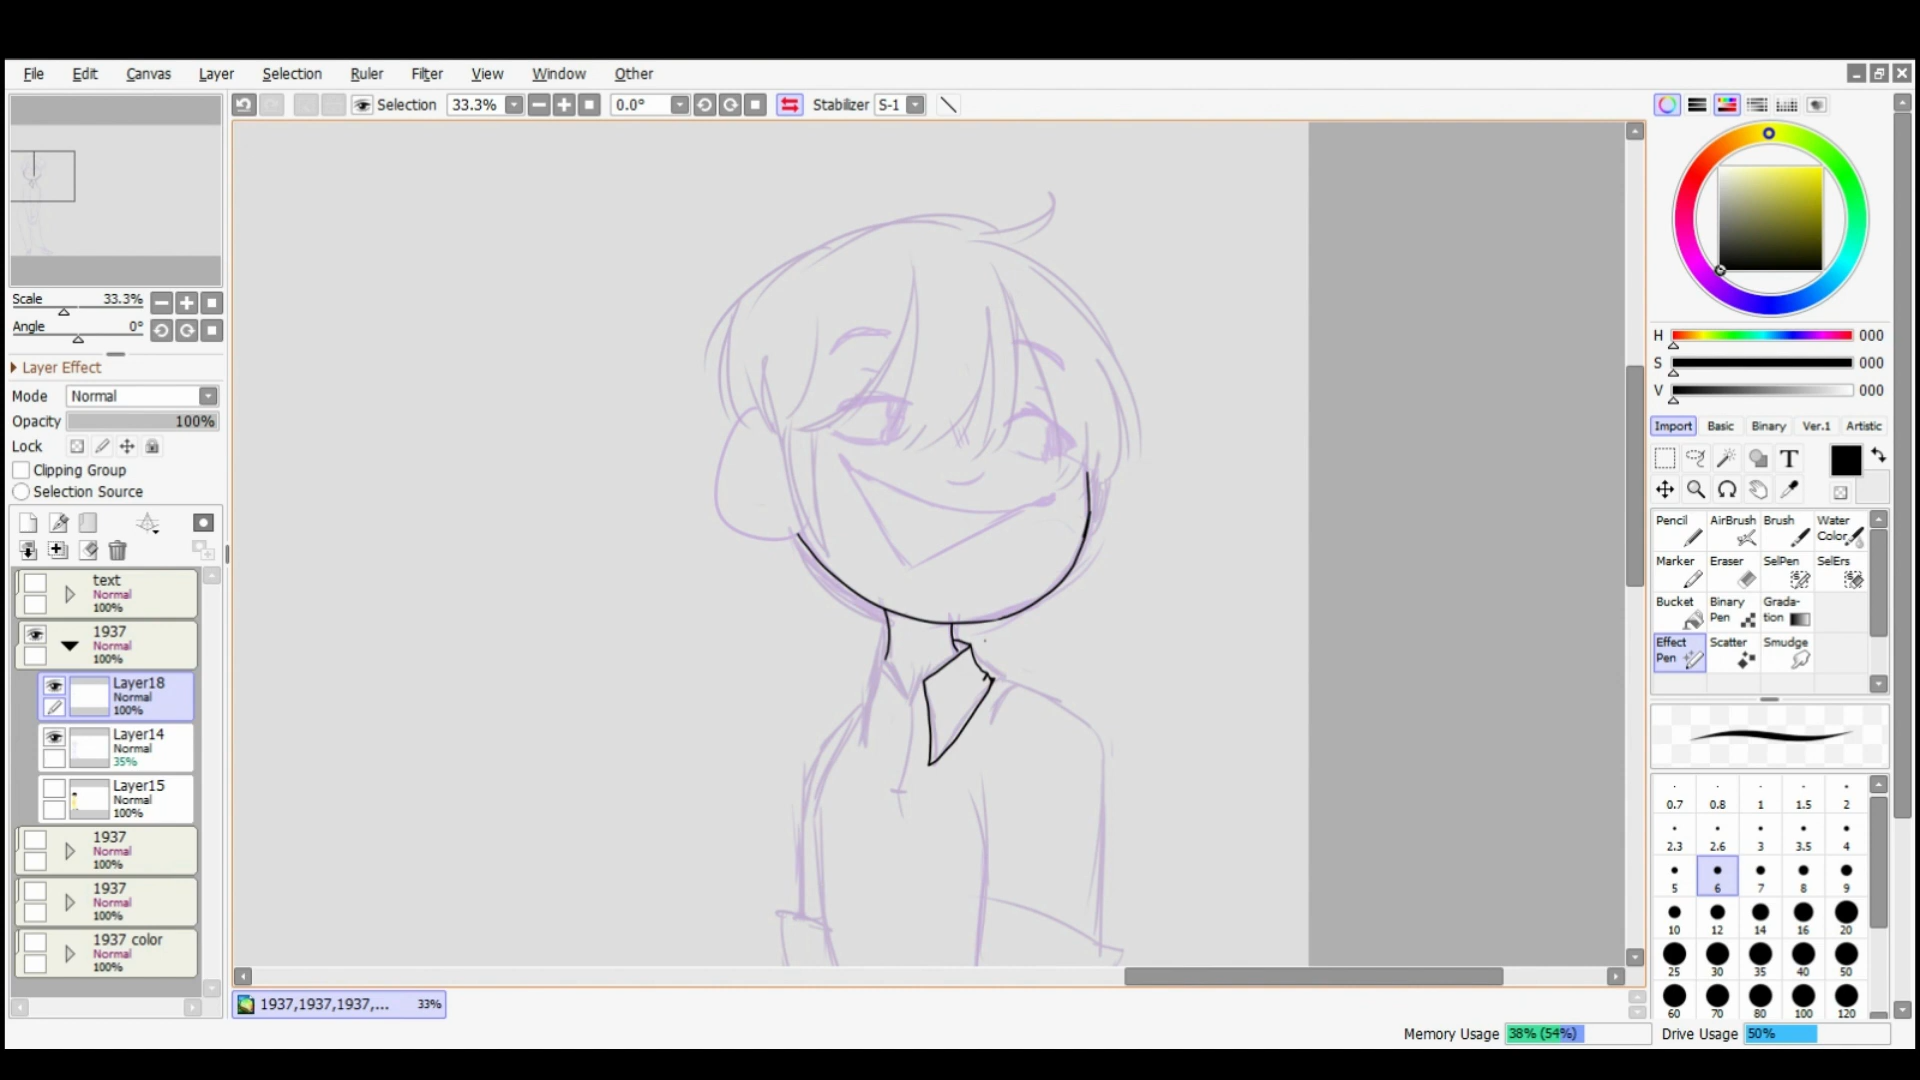 File Edit Canvas Layer Selection Ruler Filter View Window Other
Selection 33.3% 0.0° Stabilizer S-1
Scale 33.3%
Angle 0°
Layer Effect
Mode Normal
Opacity 100%
Lock
Clipping Group
Selection Source
text
Normal
100%
1937
Normal
100%
Layer18
Normal
100%
Layer14
Normal
35%
Layer15
Normal
100%
1937
Normal
100%
1937
Normal
100%
1937 color
Normal
100%
1937,1937,1937,... 33%
H 000
S 000
V 000
Import Basic Binary Ver.1 Artistic
T
Pencil AirBrush Brush Water Color
Marker Eraser SelPen SelErs
Bucket Binary Pen Grada-tion
Effect Pen Scatter Smudge
0.7 0.8 1 1.5 2
2.3 2.6 3 3.5 4
5 6 7 8 9
10 12 14 16 20
25 30 35 40 50
60 70 80 100 120
Memory Usage 38% (54%) Drive Usage 50%